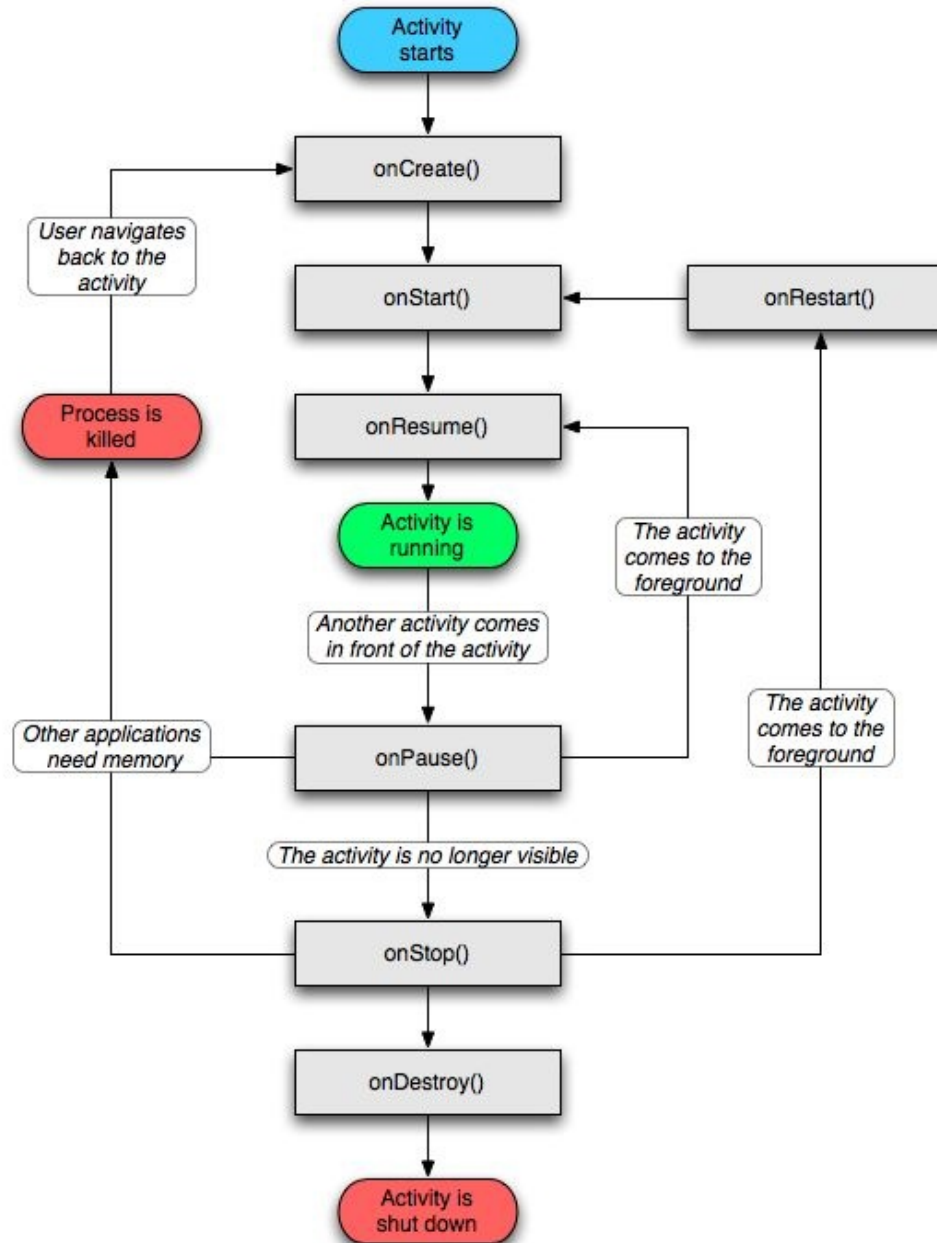 Activity
starts
onCreate()
User navigates
back to the
activity
onStart()
onRestart()
Process is
killed
onResume()
Activity is
running
The activity
comes to the
foreground
Another activity comes
in front of the activity
The activity
comes to the
foreground
Other applications
need memory
onPause()
The activity is no longer visible
onStop()
onDestroy()
Activity is
shut down